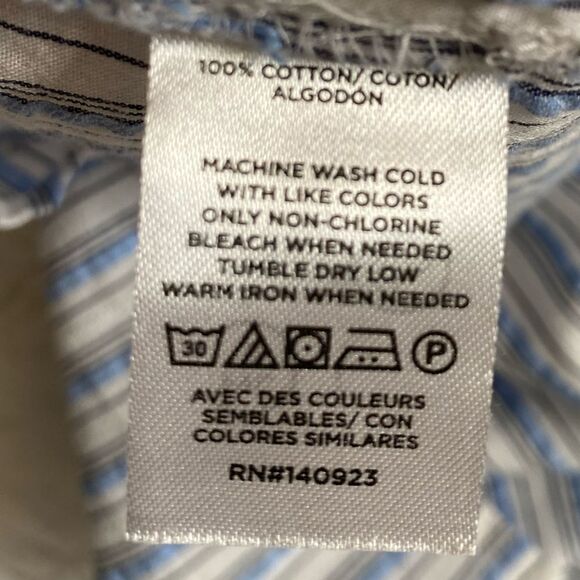 100% COTTON/ COTON/
ALGODÓN
MACHINE WASH COLD
WITH LIKE COLORS
ONLY NON-CHLORINE
BLEACH WHEN NEEDED
TUMBLE DRY LOW
WARM IRON WHEN NEEDED
30 P
AVEC DES COULEURS
SEMBLABLES/ CON
COLORES SIMILARES
RN#140923